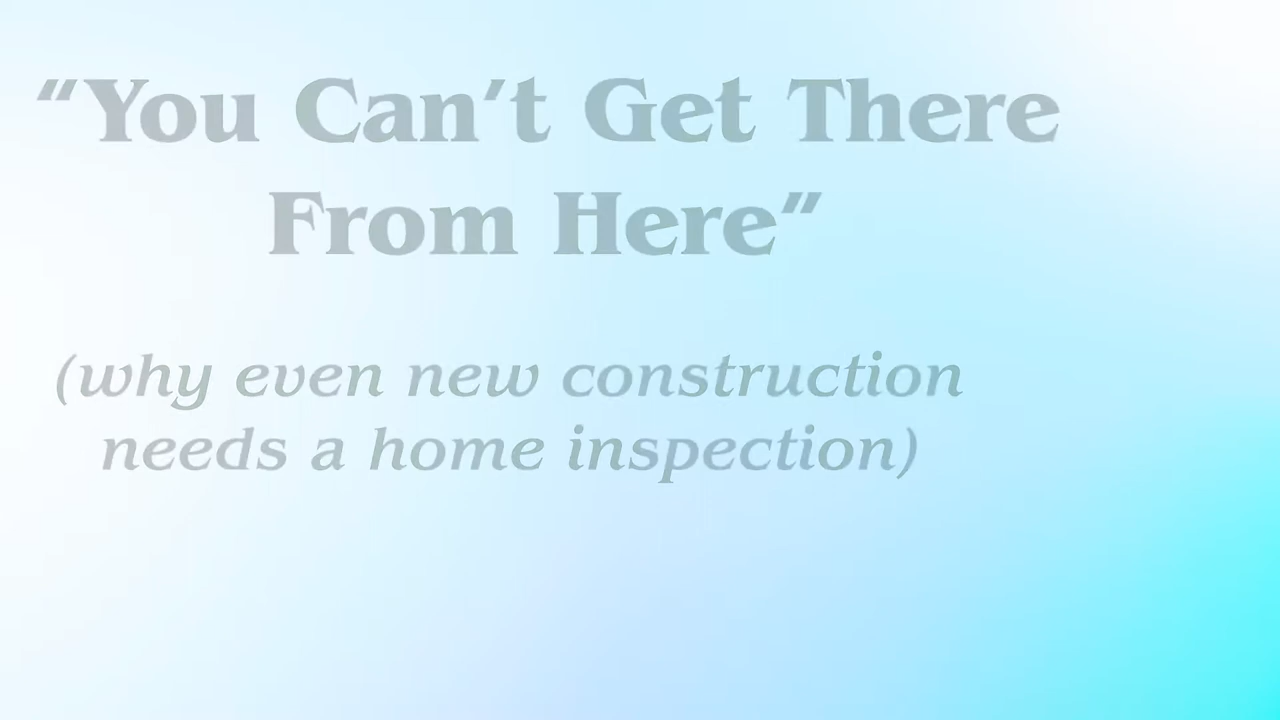 “You Can’t Get There
From Here”
(why even new construction
needs a home inspection)